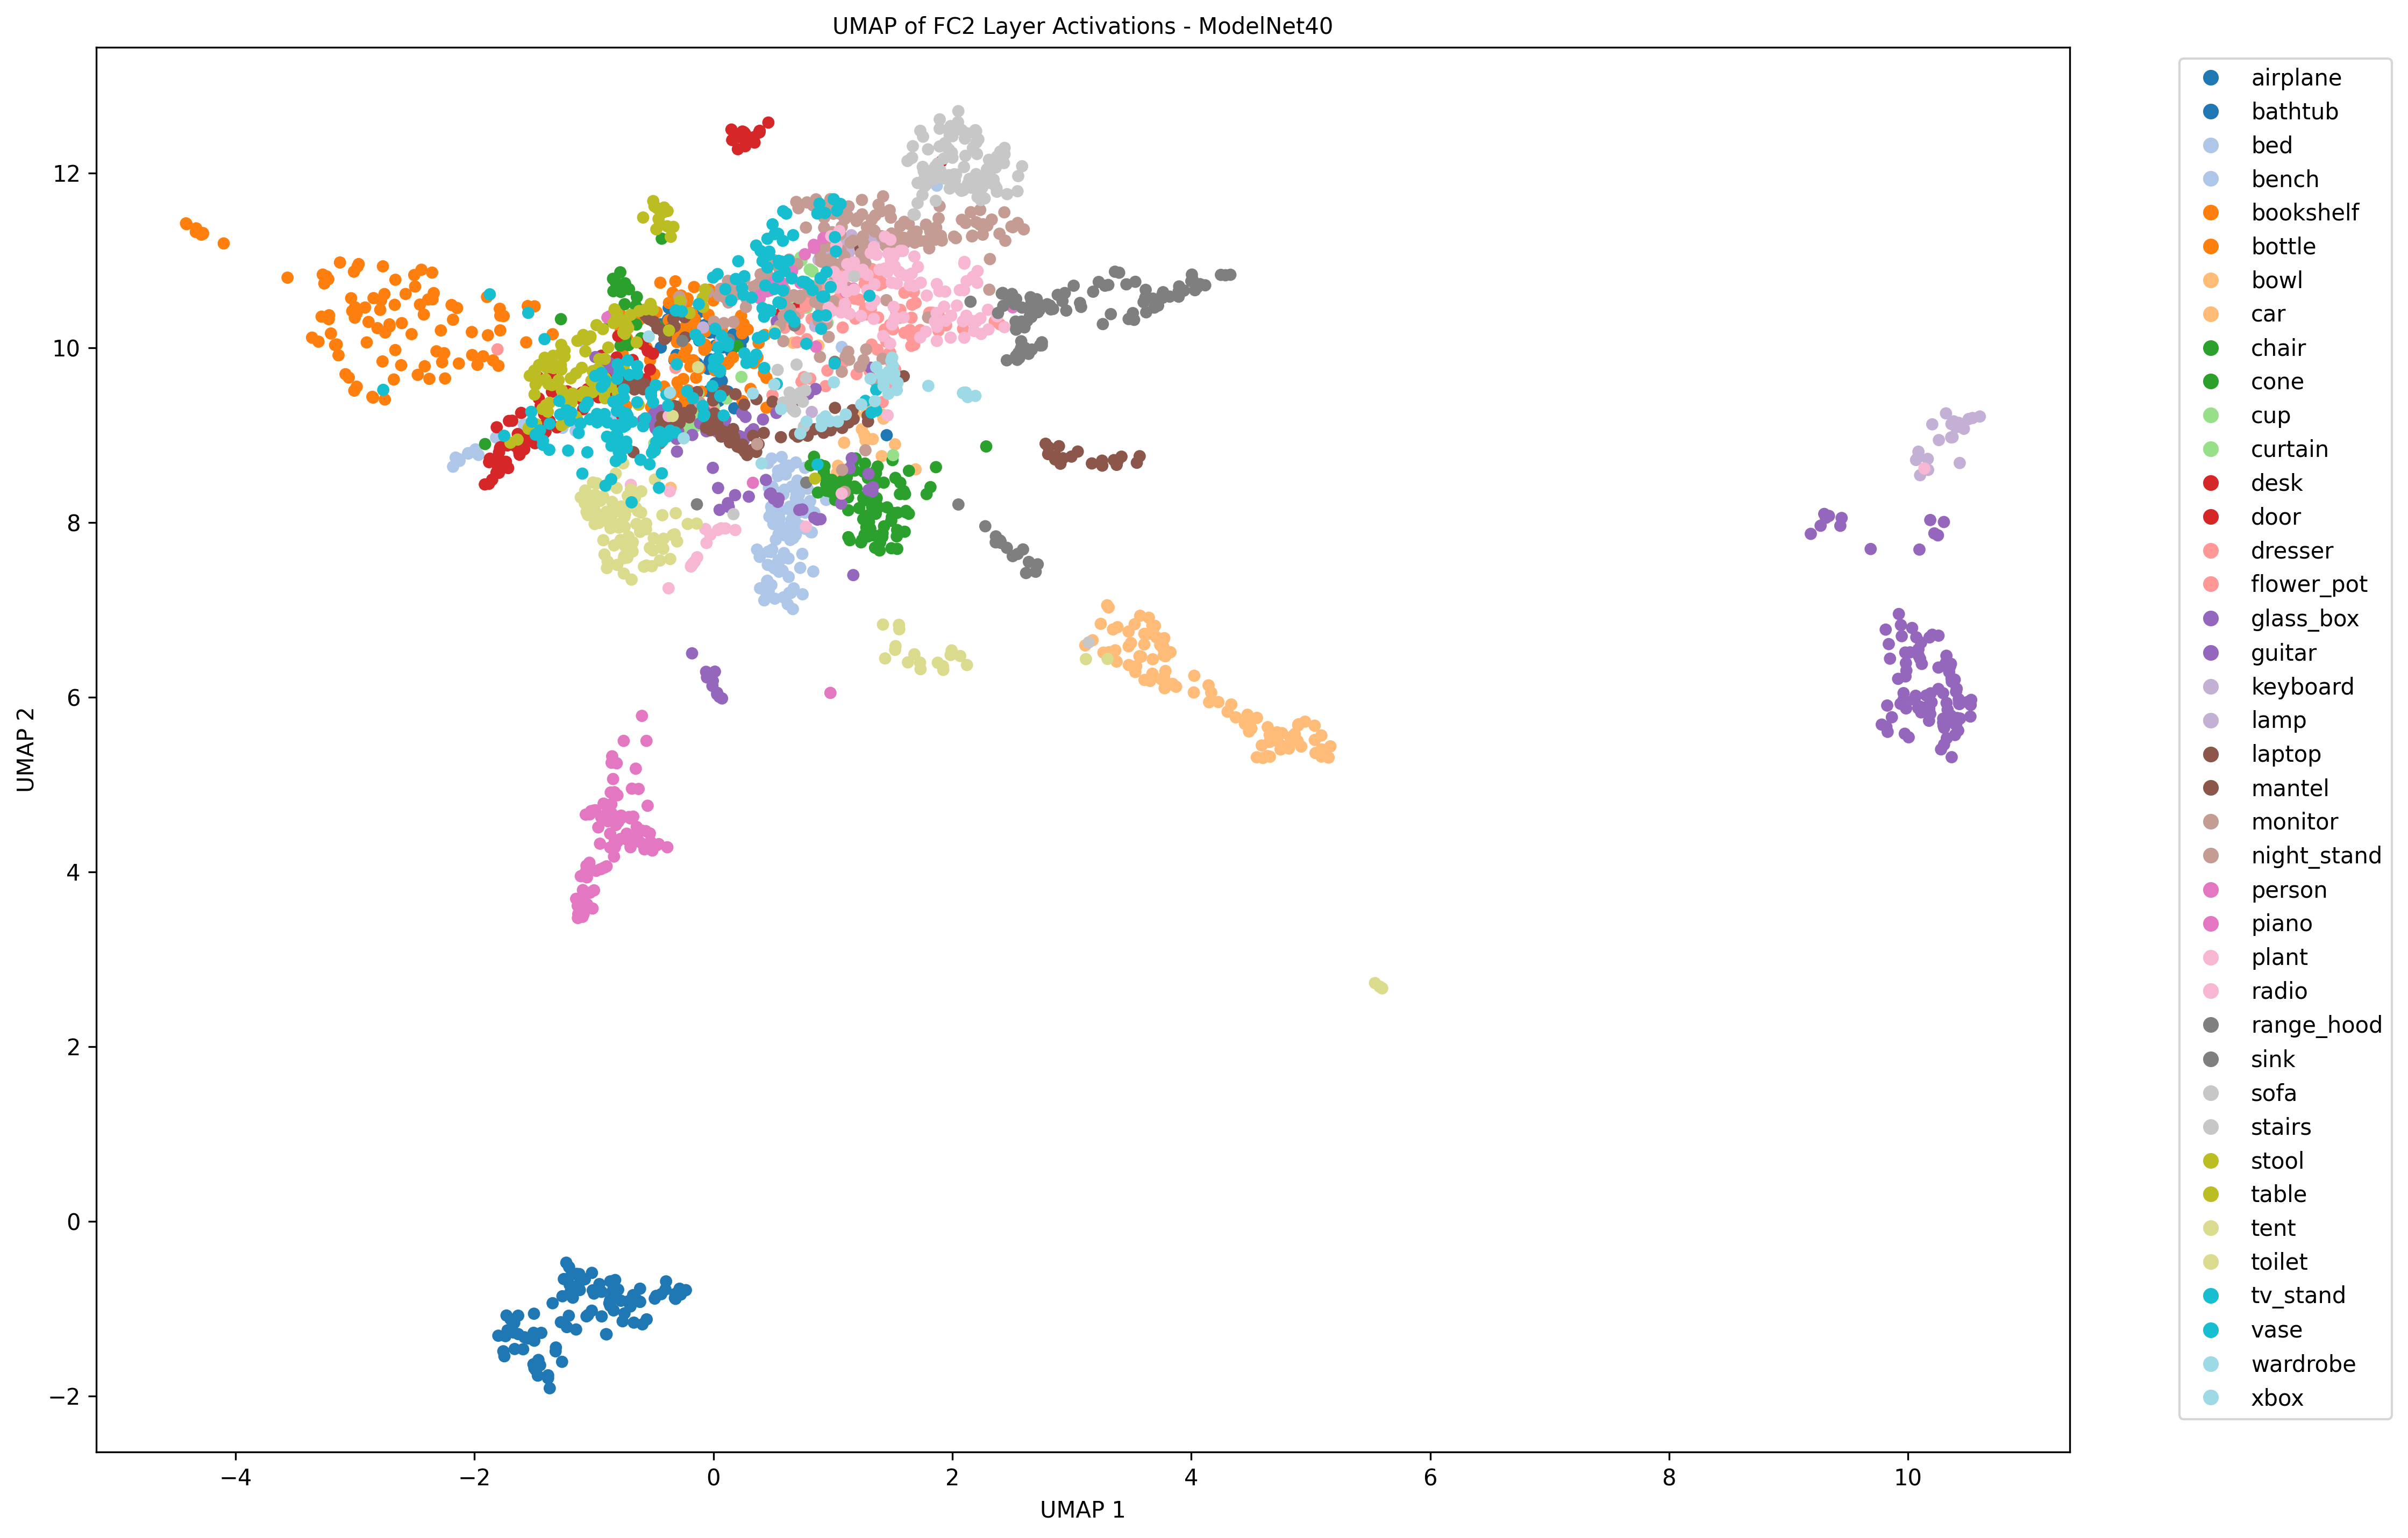 UMAP of FC2 Layer Activations - ModelNet40
12
10
8
6
4
2
0
−2
UMAP 2
−4
−2
0
2
4
6
8
10
UMAP 1
airplane
bathtub
bed
bench
bookshelf
bottle
bowl
car
chair
cone
cup
curtain
desk
door
dresser
flower_pot
glass_box
guitar
keyboard
lamp
laptop
mantel
monitor
night_stand
person
piano
plant
radio
range_hood
sink
sofa
stairs
stool
table
tent
toilet
tv_stand
vase
wardrobe
xbox